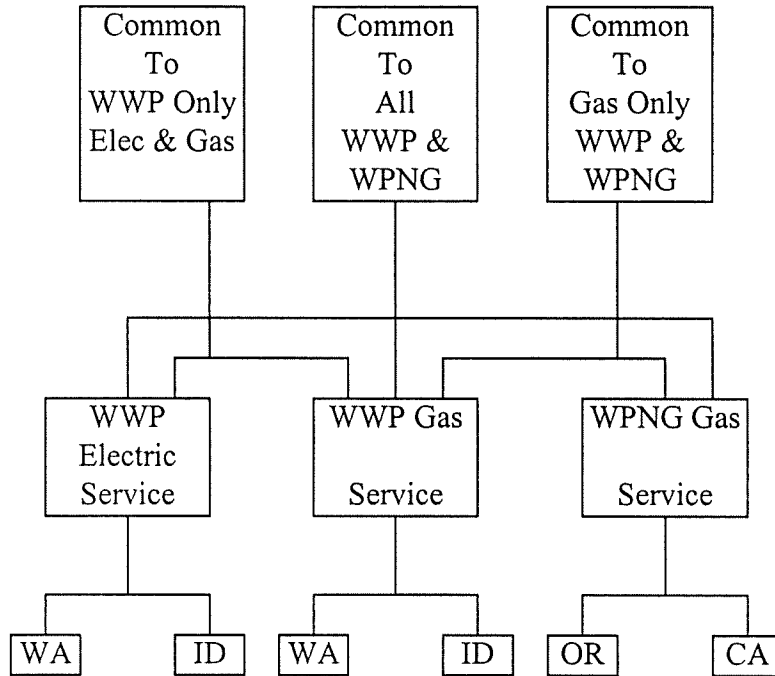 Common
To
WWP Only
Elec & Gas
Common
To
All
WWP &
WPNG
Common
To
Gas Only
WWP &
WPNG
WWP
Electric
Service
WWP Gas
Service
WPNG Gas
Service
WA
ID
WA
ID
OR
CA